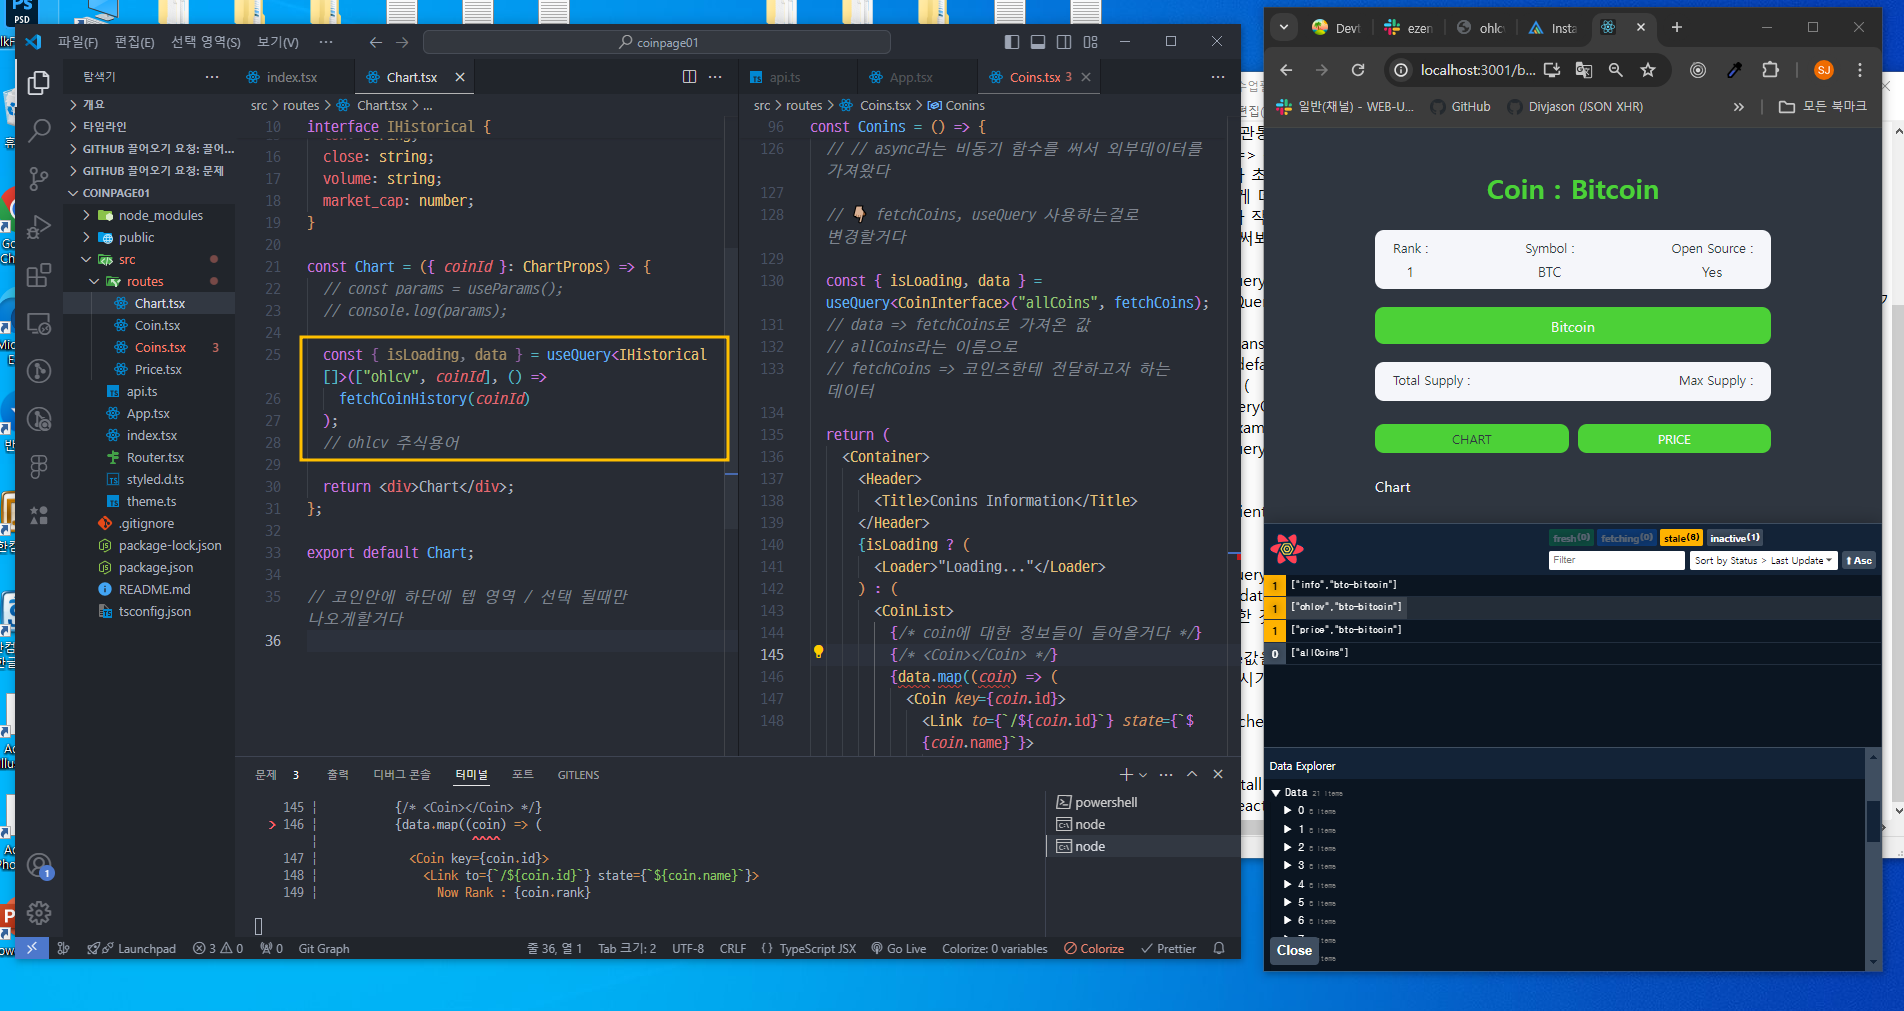 파일(F) 편집(E) 선택 영역(S) 보기(V) ···
coinpage01
탐색기 ···
개요
타임라인
GITHUB 끌어오기 요청: 끌어...
GITHUB 끌어오기 요청: 문제
COINPAGE01
node_modules
public
src
routes
Chart.tsx
Coin.tsx
Coins.tsx 3
Price.tsx
api.ts
App.tsx
index.tsx
Router.tsx
styled.d.ts
theme.ts
.gitignore
package-lock.json
package.json
README.md
tsconfig.json
index.tsx Chart.tsx
src > routes > Chart.tsx > ...
10 interface IHistorical {
16 close: string;
17 volume: string;
18 market_cap: number;
19 }
20
21 const Chart = ({ coinId }: ChartProps) => {
22 // const params = useParams();
23 // console.log(params);
24
25 const { isLoading, data } = useQuery<IHistorical
[]>(["ohlcv", coinId], () =>
26 fetchCoinHistory(coinId)
27 );
28 // ohlcv 주식용어
29
30 return <div>Chart</div>;
31 };
32
33 export default Chart;
34
35 // 코인안에 하단에 텝 영역 / 선택 될때만
나오게할거다
36
api.ts App.tsx Coins.tsx 3
src > routes > Coins.tsx > Conins
96 const Conins = () => {
126 // // async라는 비동기 함수를 써서 외부데이터를
가져왔다
127
128 // 👇🏼 fetchCoins, useQuery 사용하는걸로
변경할거다
129
130 const { isLoading, data } =
useQuery<CoinInterface>("allCoins", fetchCoins);
131 // data => fetchCoins로 가져온 값
132 // allCoins라는 이름으로
133 // fetchCoins => 코인즈한테 전달하고자 하는
데이터
134
135 return (
136 <Container>
137 <Header>
138 <Title>Conins Information</Title>
139 </Header>
140 {isLoading ? (
141 <Loader>"Loading..."</Loader>
142 ) : (
143 <CoinList>
144 {/* coin에 대한 정보들이 들어올거다 */}
145 {/* <Coin></Coin> */}
146 {data.map((coin) => (
147 <Coin key={coin.id}>
148 <Link to={`/${coin.id}`} state={`$
{coin.name}`}>
문제 3 출력 디버그 콘솔 터미널 포트 GITLENS
145 | {/* <Coin></Coin> */}
> 146 | {data.map((coin) => (
| ^^^^
147 | <Coin key={coin.id}>
148 | <Link to={`/${coin.id}`} state={`${coin.name}`}>
149 | Now Rank : {coin.rank}
powershell
node
node
Launchpad 3 0 0 Git Graph 줄 36, 열 1 Tab 크기: 2 UTF-8 CRLF {} TypeScript JSX Go Live Colorize: 0 variables Colorize Prettier
ezen Insta
localhost:3001/b... SJ
일반(채널) - WEB-U... GitHub Divjason (JSON XHR) » 모든 북마크
Coin : Bitcoin
Rank : Symbol : Open Source :
1 BTC Yes
Bitcoin
Total Supply : Max Supply :
CHART PRICE
Chart
fresh(0) fetching(0) stale(6) inactive(1)
Filter Sort by Status > Last Update Asc
1 ["info","btc-bitcoin"]
1 ["ohlcv","btc-bitcoin"]
1 ["price","btc-bitcoin"]
0 ["allCoins"]
Data Explorer
Data 21 items
0 8 items
1 8 items
2 8 items
3 8 items
4 8 items
5 8 items
6 8 items
Close